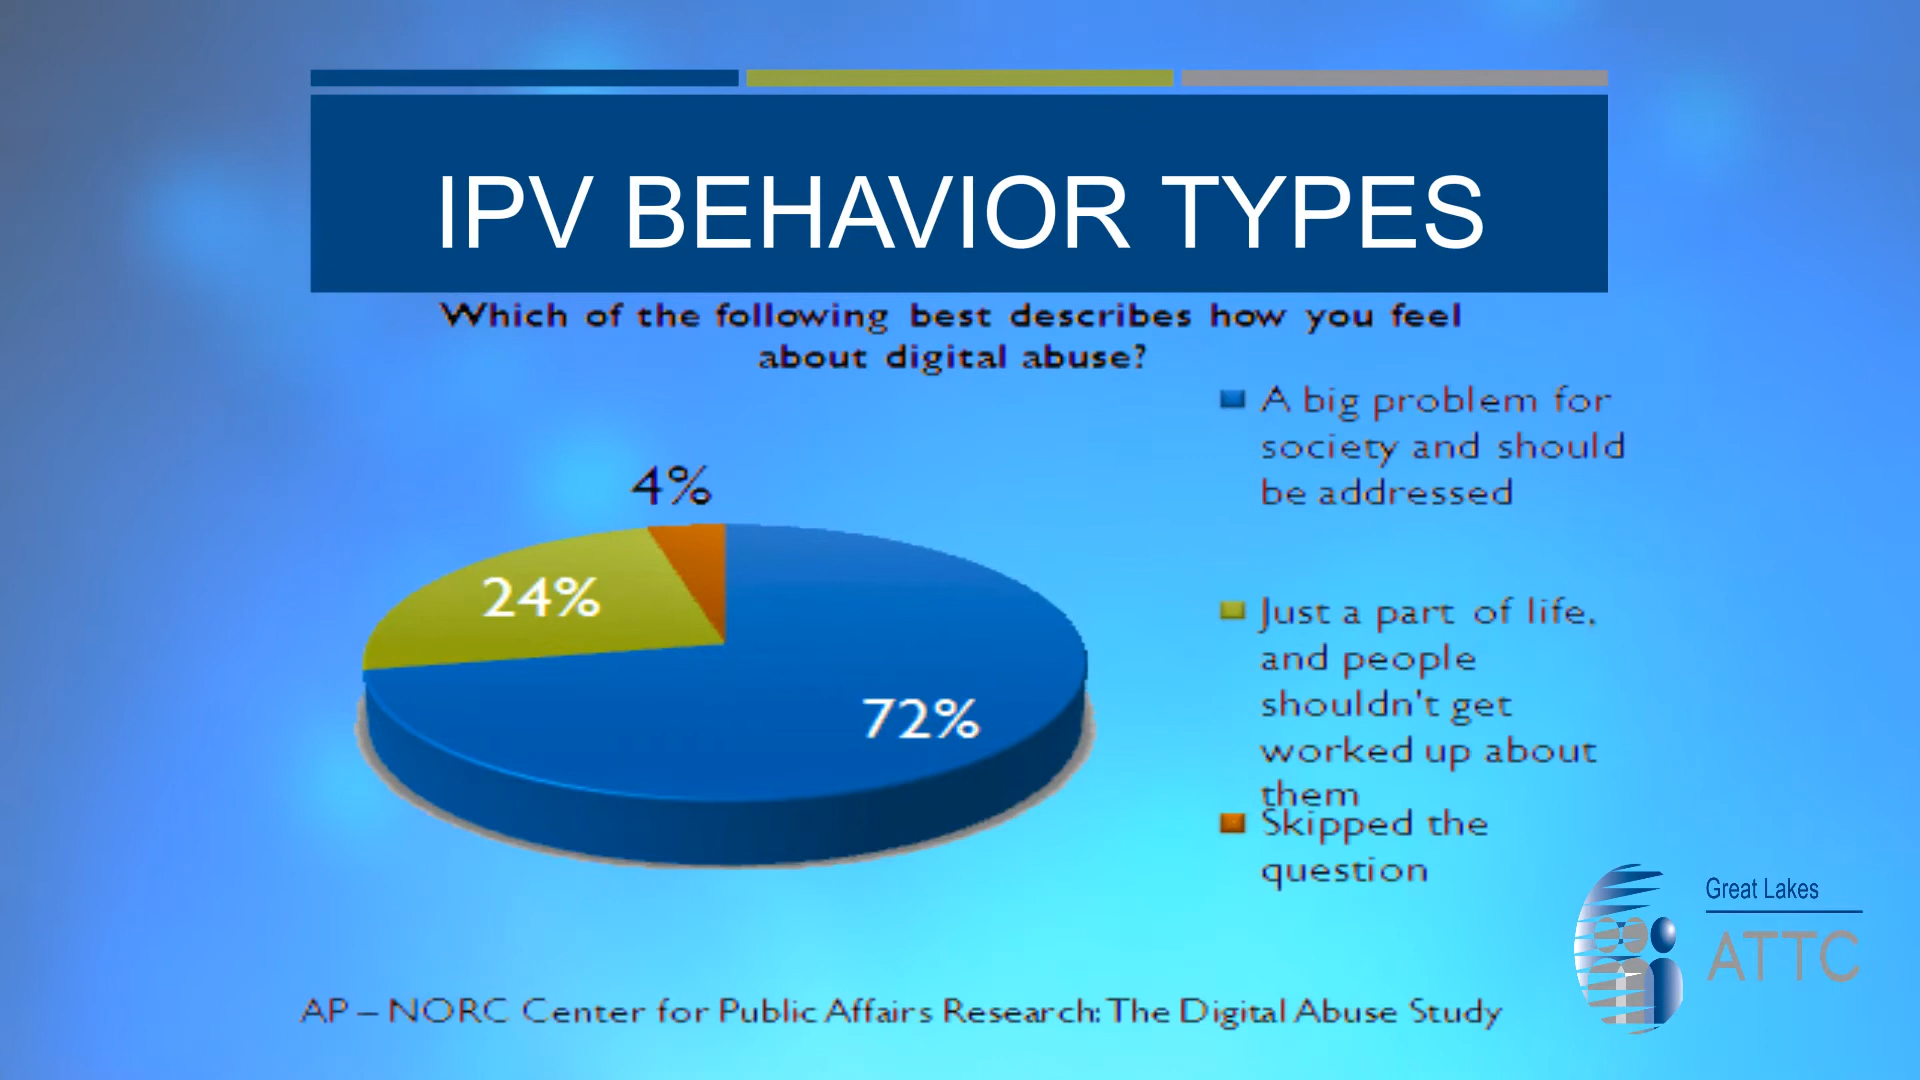 IPV BEHAVIOR TYPES
Which of the following best describes how you feel
about digital abuse?
4%
24%
72%
A big problem for
society and should
be addressed
Just a part of life,
and people
shouldn't get
worked up about
them
Skipped the
question
Great Lakes
ATTC
AP – NORC Center for Public Affairs Research: The Digital Abuse Study